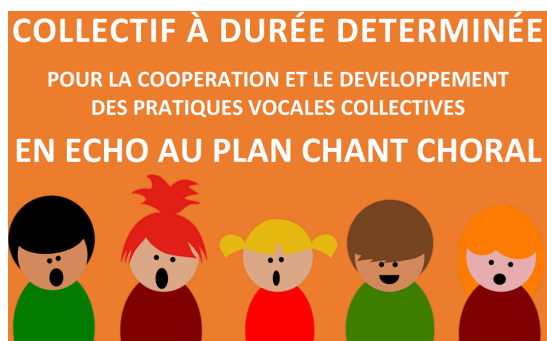 COLLECTIF À DURÉE DETERMINÉE
POUR LA COOPERATION ET LE DEVELOPPEMENT
DES PRATIQUES VOCALES COLLECTIVES
EN ECHO AU PLAN CHANT CHORAL